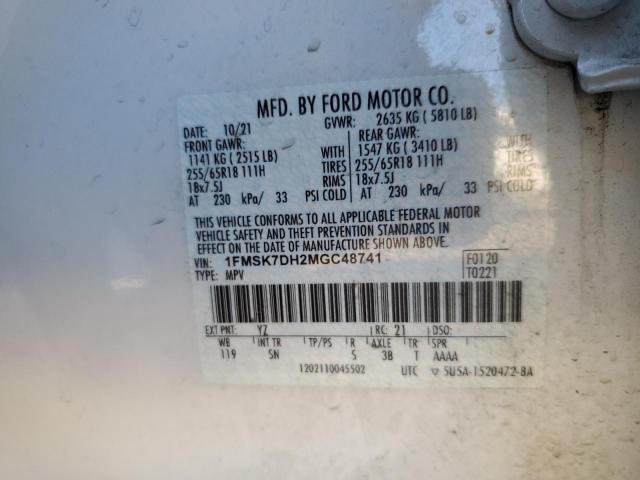 MFD. BY FORD MOTOR CO.
DATE: 10/21 GVWR: 2635 KG ( 5810 LB)
FRONT GAWR: REAR GAWR:
1141 KG ( 2515 LB) WITH 1547 KG ( 3410 LB) WITH
255/65R18 111H TIRES 255/65R18 111H TIRES
18x7.5J RIMS 18x7.5J RIMS
AT 230 kPa/ 33 PSI COLD AT 230 kPa/ 33 PSI COLD
THIS VEHICLE CONFORMS TO ALL APPLICABLE FEDERAL MOTOR
VEHICLE SAFETY AND THEFT PREVENTION STANDARDS IN
EFFECT ON THE DATE OF MANUFACTURE SHOWN ABOVE.
VIN: 1FMSK7DH2MGC48741 F0120
TYPE: MPV T0221
EXT PNT: YZ RC: 21 DSO:
WB INT TR TP/PS R AXLE TR SPR
119 SN S 3B T AAAA
1202110045502 UTC ▽ 5U5A-1520472-8A